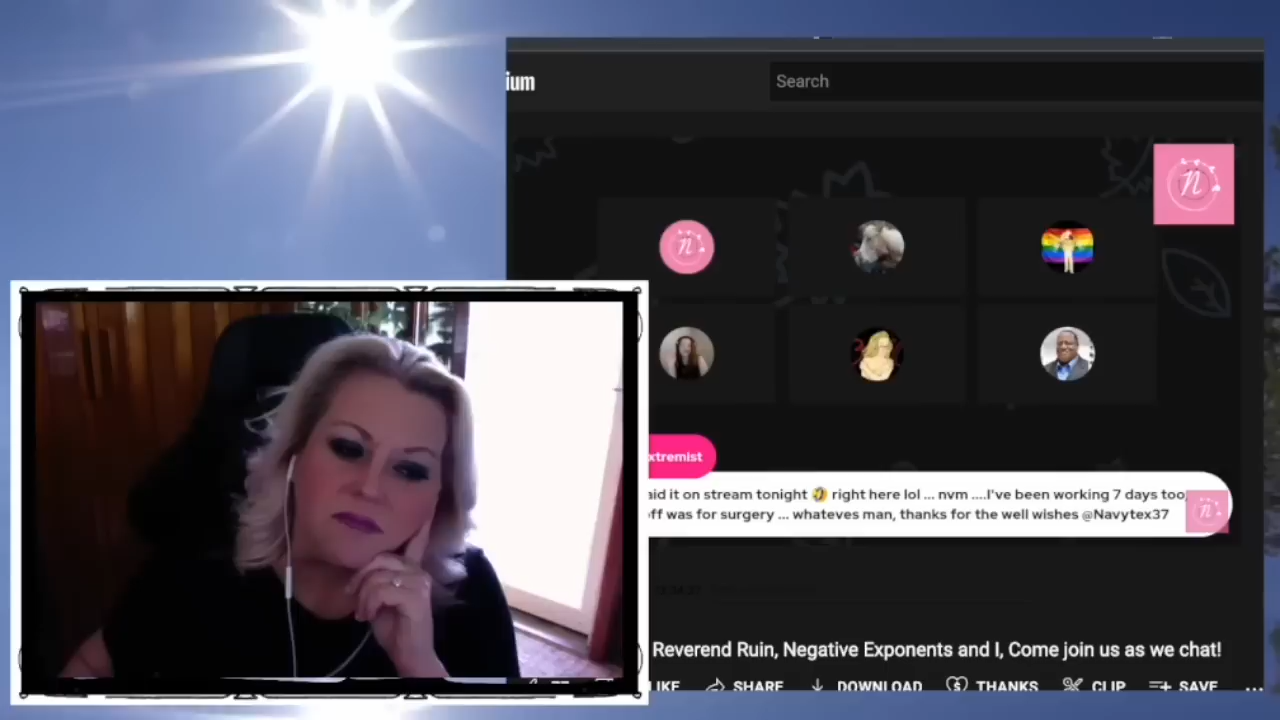 ium
Search
n
n
xtremist
aid it on stream tonight 🤣 right here lol ... nvm ....I've been working 7 days too,
off was for surgery ... whateves man, thanks for the well wishes @Navytex37
n
Reverend Ruin, Negative Exponents and I, Come join us as we chat!
LIKE SHARE DOWNLOAD THANKS CLIP SAVE ...